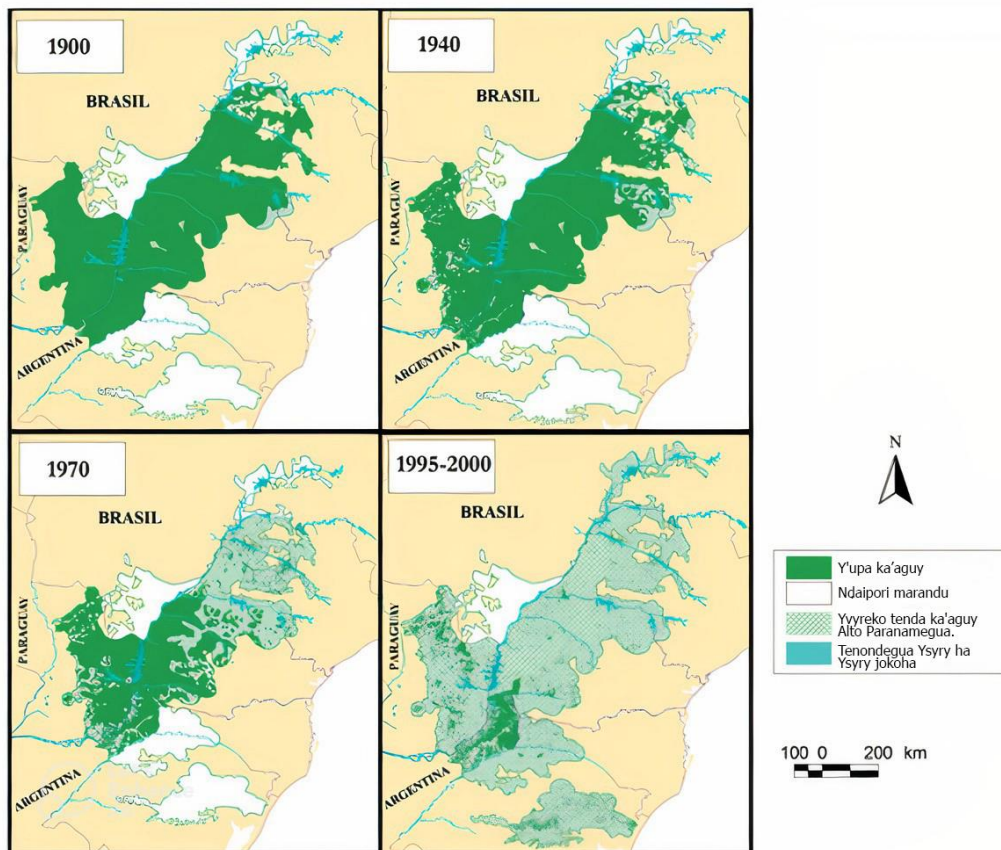 1900
BRASIL
PARAGUAY
ARGENTINA
1940
BRASIL
PARAGUAY
ARGENTINA
1970
BRASIL
PARAGUAY
ARGENTINA
1995-2000
BRASIL
PARAGUAY
ARGENTINA
N
Y'upa ka'aguy
Ndaipori marandu
Yvyreko tenda ka'aguy
Alto Paranamegua.
Tenondegua Ysyry ha
Ysyry jokoha
100 0 200 km